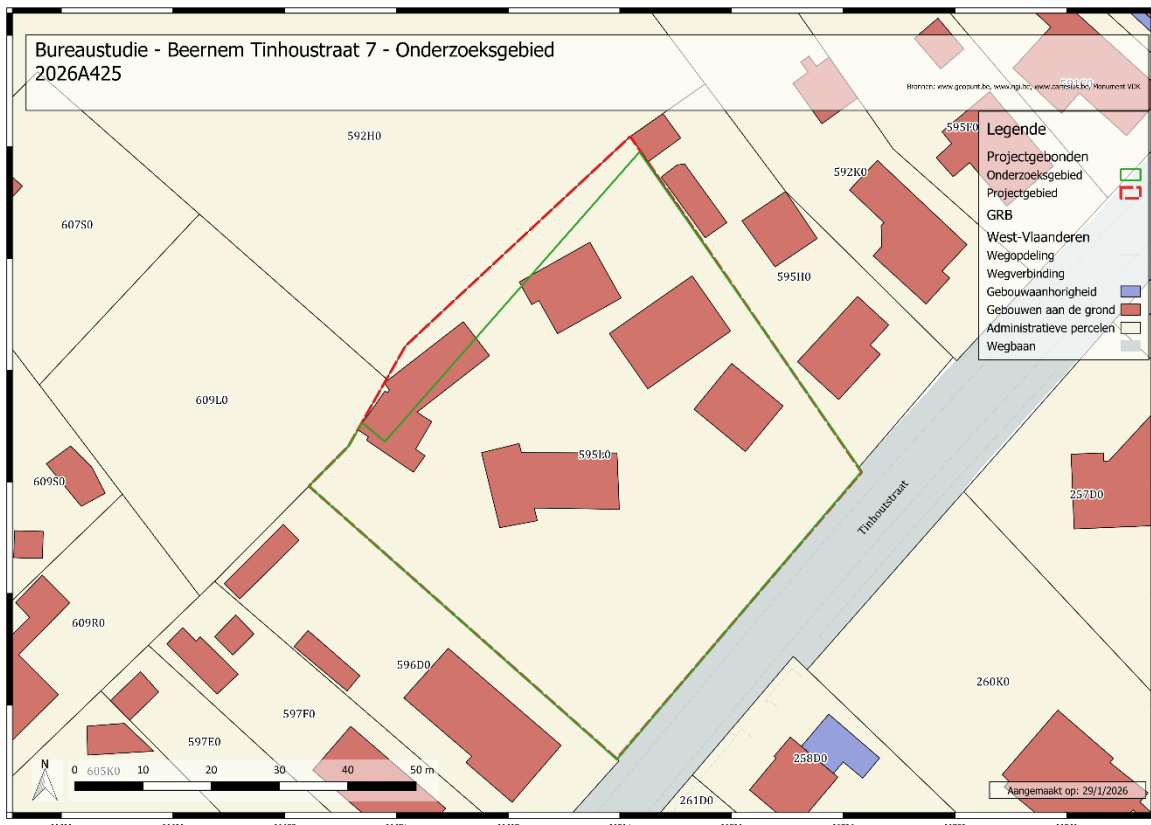 Bureaustudie - Beernem Tinhoustraat 7 - Onderzoeksgebied
2026A425
Bronnen: www.geopunt.be, www.ngi.be, www.cartesius.be, Monument VDK
Legende
Projectgebonden
Onderzoeksgebied
Projectgebied
GRB
West-Vlaanderen
Wegopdeling
Wegverbinding
Gebouwaanhorigheid
Gebouwen aan de grond
Administratieve percelen
Wegbaan
592H0
595F0
592K0
607S0
595H0
609L0
595L0
609S0
257D0
Tinhoutstraat
609R0
596D0
260K0
597F0
597E0
258D0
605K0
261D0
N
0 10 20 30 40 50 m
Aangemaakt op: 29/1/2026